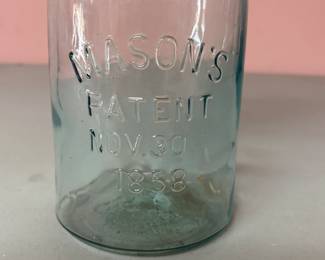 MASON'S
PATENT
NOV. 30
1858